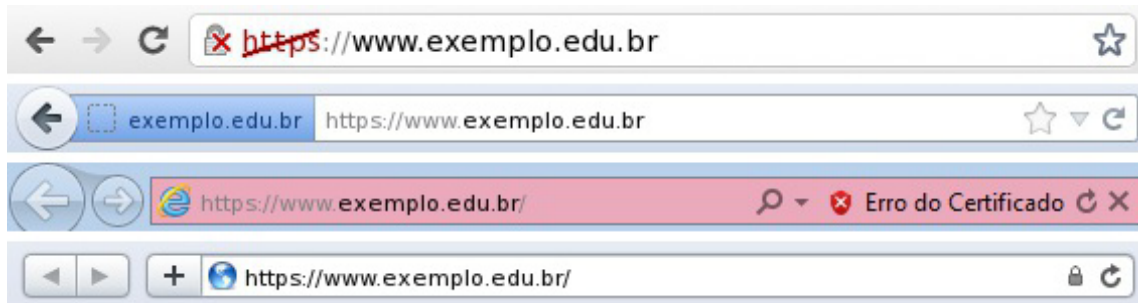 https://www.exemplo.edu.br
exemplo.edu.br https://www.exemplo.edu.br
https://www.exemplo.edu.br/ Erro do Certificado
https://www.exemplo.edu.br/